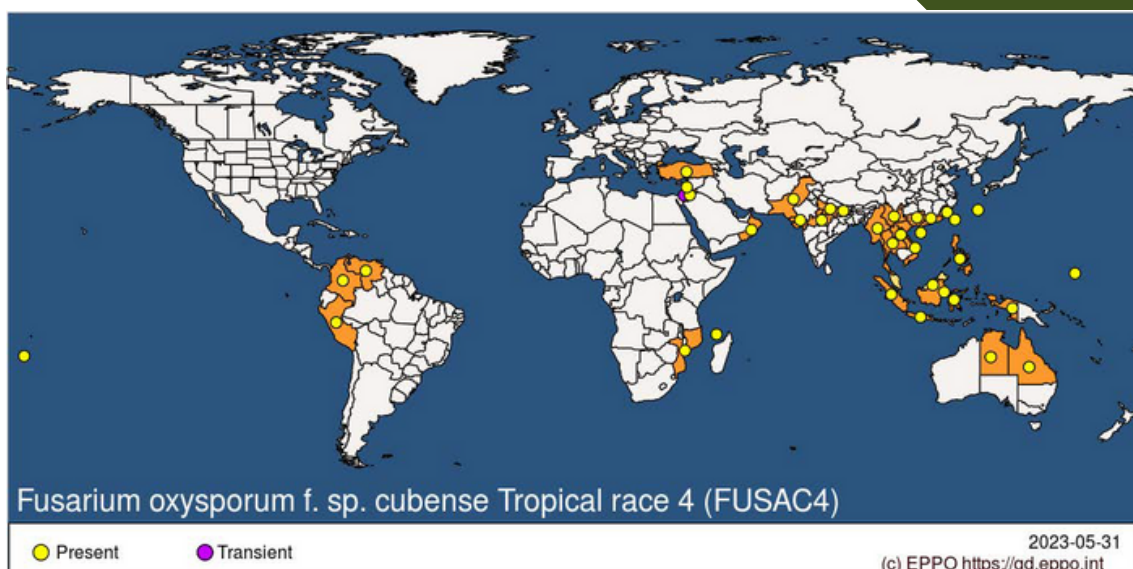 Fusarium oxysporum f. sp. cubense Tropical race 4 (FUSAC4)
Present
Transient
2023-05-31
(c) EPPO https://gd.eppo.int